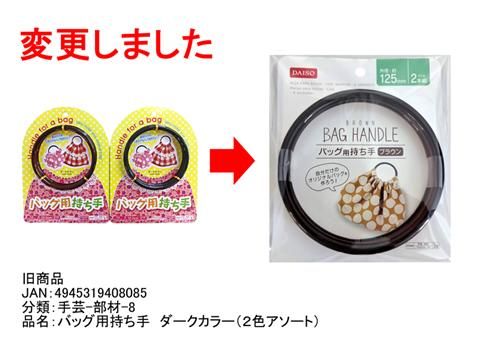 変更しました
Handle for a bag
バッグ用持ち手
Handle for a bag
バッグ用持ち手
DAISO
外径:約
125mm
2本組
BROWN
BAG HANDLE
バッグ用持ち手 ブラウン
自分だけの
オリジナルバッグを
作ろう!
旧商品
JAN:4945319408085
分類:手芸-部材-8
品名:バッグ用持ち手 ダークカラー(2色アソート)